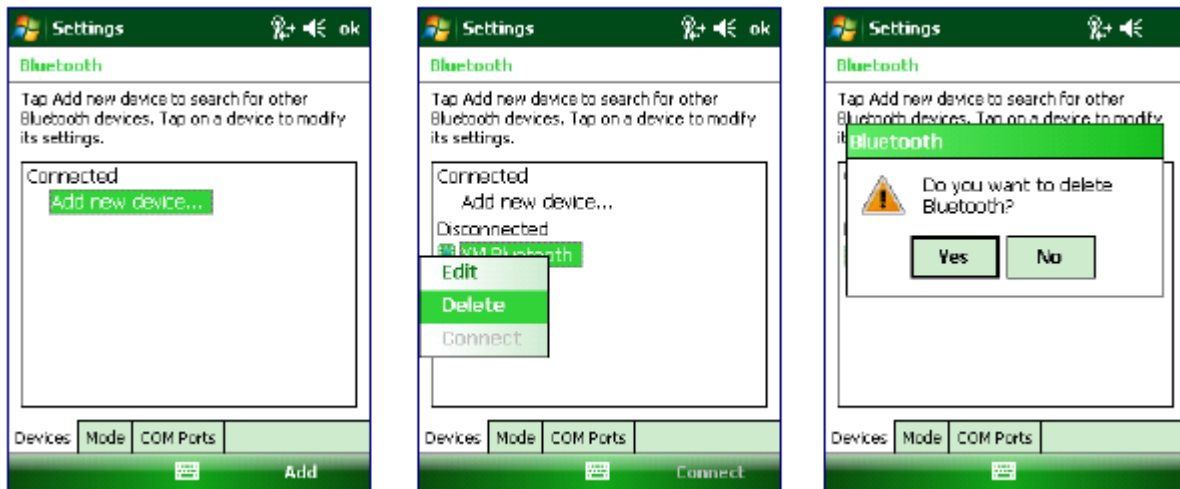 Settings
ok
Bluetooth
Tap Add new device to search for other
Bluetooth devices. Tap on a device to modify
its settings.
Connected
Add new device...
Devices
Mode
COM Ports
Add
Settings
ok
Bluetooth
Tap Add new device to search for other
Bluetooth devices. Tap on a device to modify
its settings.
Connected
Add new device...
Disconnected
XM Bluetooth
Edit
Delete
Connect
Devices
Mode
COM Ports
Connect
Settings
Bluetooth
Tap Add new device to search for other
Bluetooth devices. Tap on a device to modify
Bluetooth
Do you want to delete
Bluetooth?
Yes
No
Devices
Mode
COM Ports